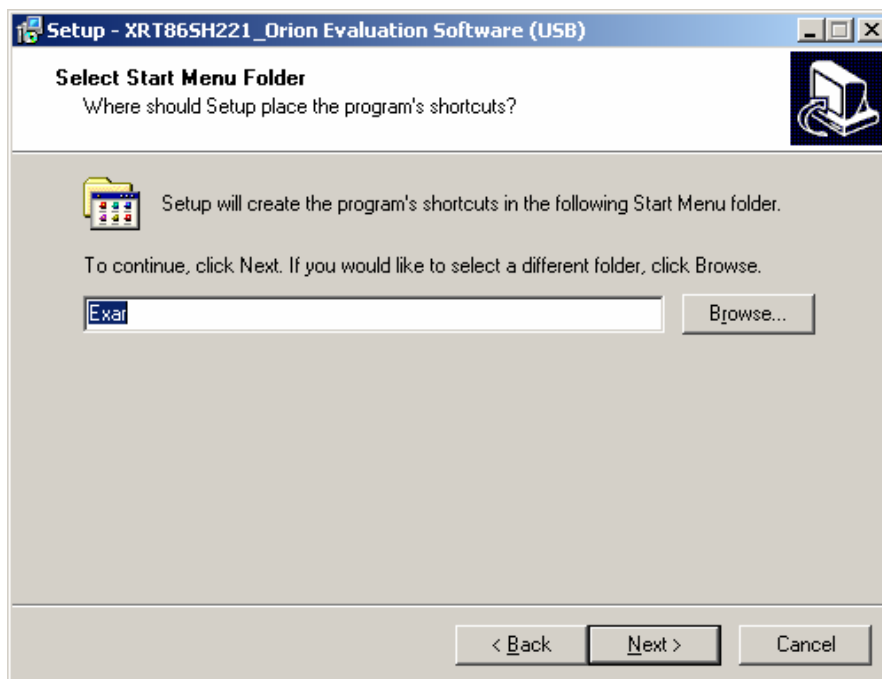 Setup - XRT86SH221_Orion Evaluation Software (USB)
Select Start Menu Folder
Where should Setup place the program's shortcuts?
Setup will create the program's shortcuts in the following Start Menu folder.
To continue, click Next. If you would like to select a different folder, click Browse.
Exar
Browse...
< Back
Next >
Cancel